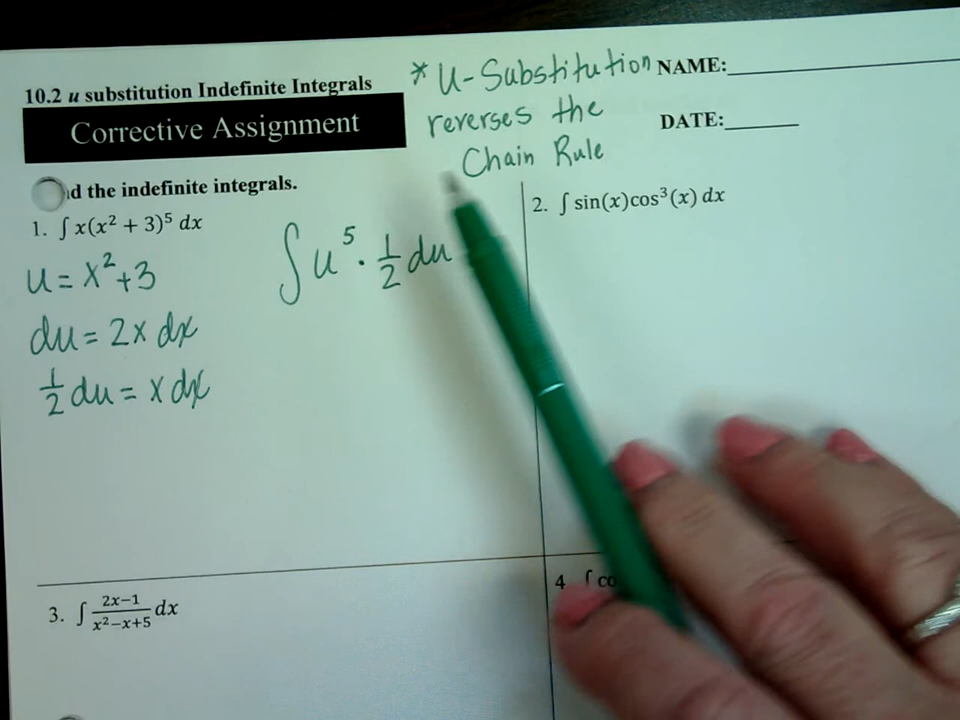 10.2 u substitution Indefinite Integrals
Corrective Assignment
* U-Substitution
reverses the
Chain Rule
NAME:
DATE:
d the indefinite integrals.
1. ∫ x(x² + 3)⁵ dx
u = x² + 3
du = 2x dx
½ du = x dx
∫ u⁵ · ½ du
2. ∫ sin(x)cos³(x) dx
3. ∫ (2x−1)/(x²−x+5) dx
4 ∫ co